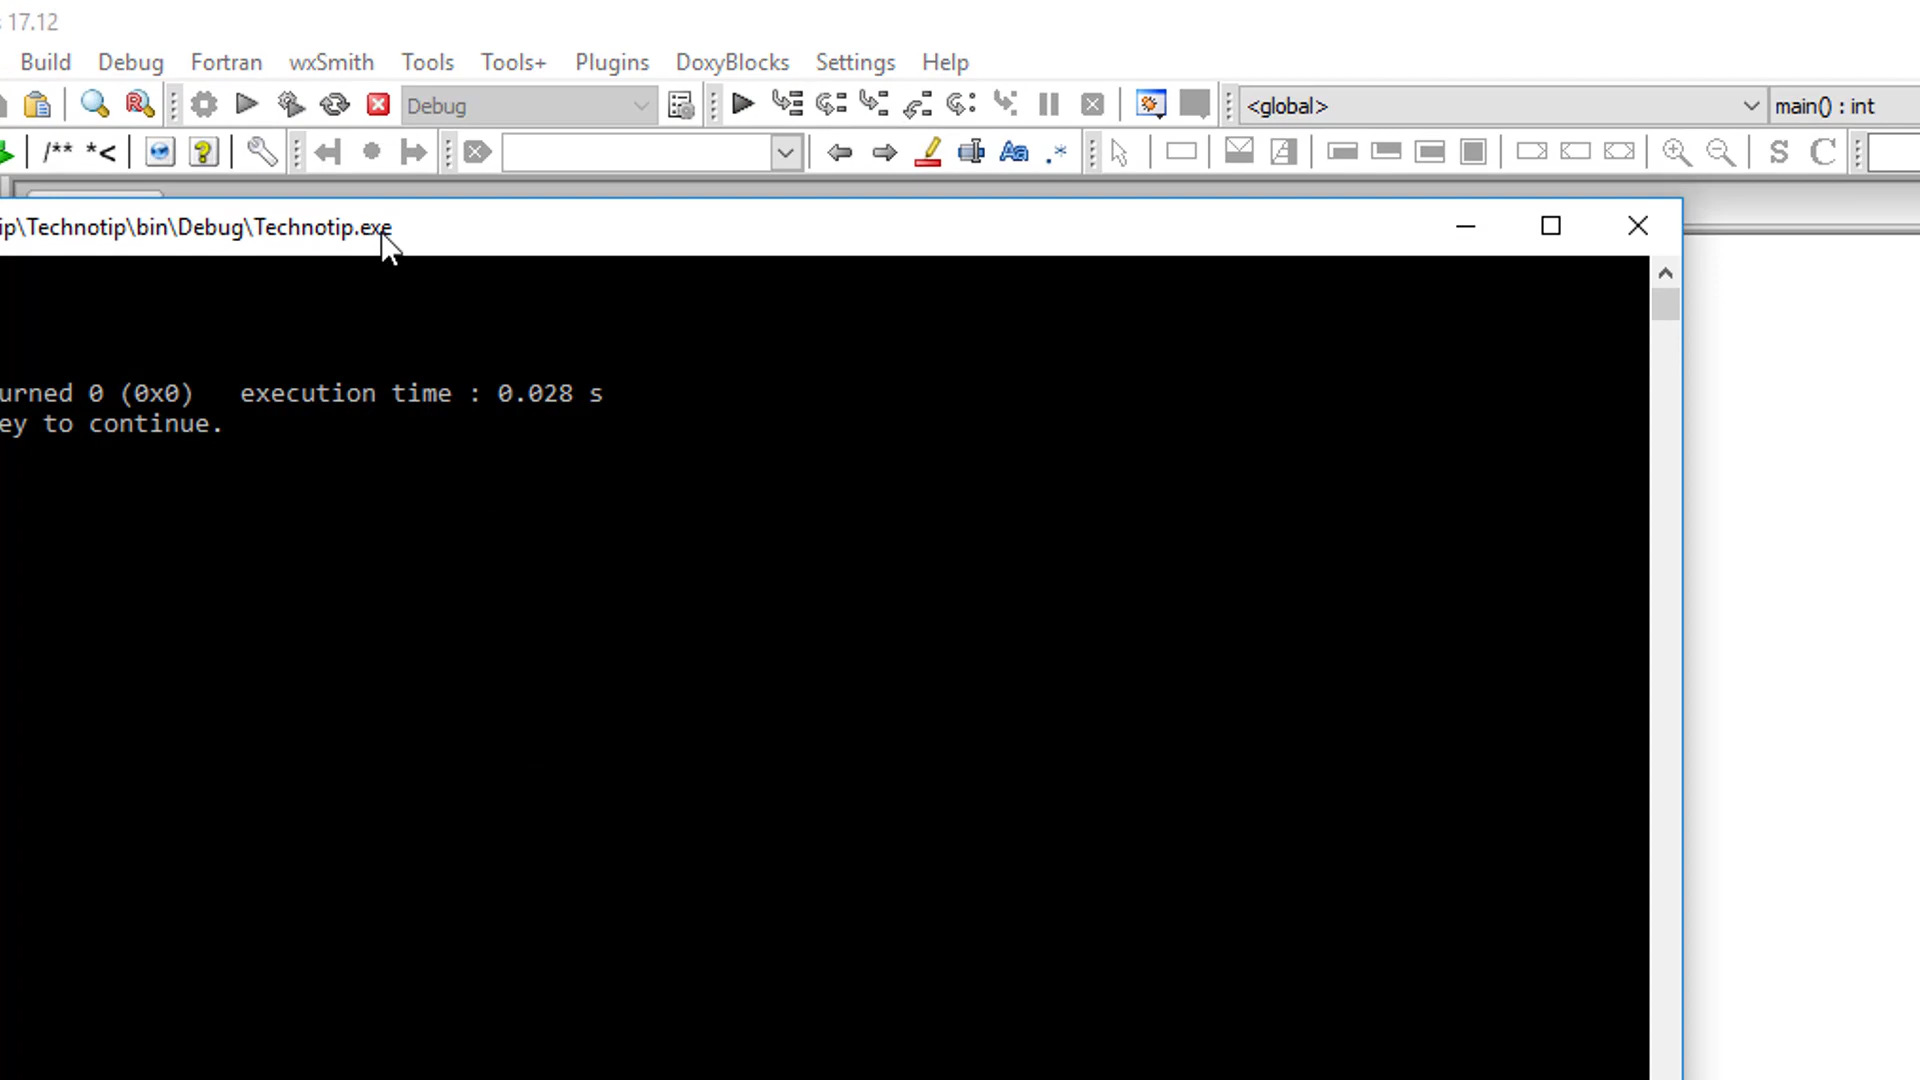 17.12
Build Debug Fortran wxSmith Tools Tools+ Plugins DoxyBlocks Settings Help
Debug <global> main() : int
/** *< Aa .* S C
ip\Technotip\bin\Debug\Technotip.exe
urned 0 (0x0)   execution time : 0.028 s
ey to continue.